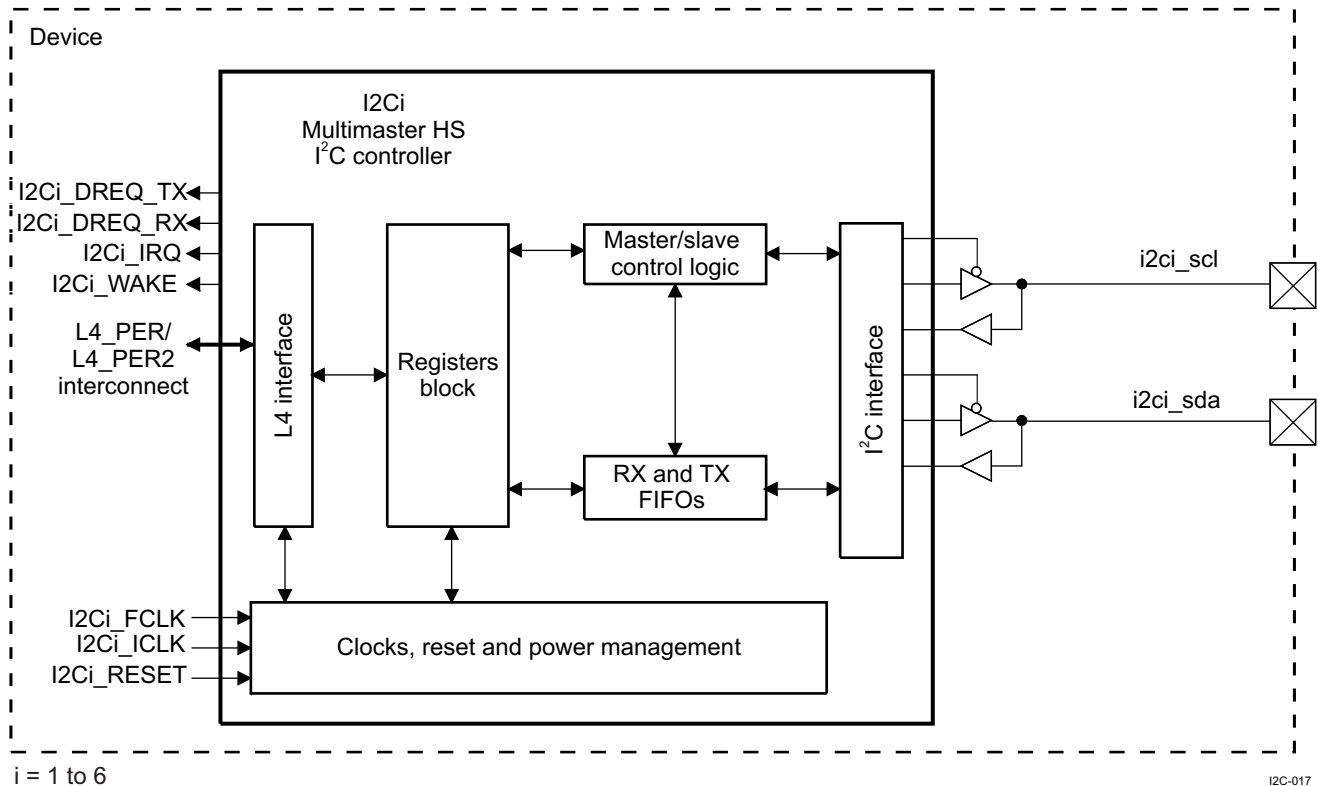 Device
I2Ci
Multimaster HS
I²C controller
I2Ci_DREQ_TX
I2Ci_DREQ_RX
I2Ci_IRQ
I2Ci_WAKE
L4_PER/
L4_PER2
interconnect
L4 interface
Registers
block
Master/slave
control logic
RX and TX
FIFOs
I²C interface
i2ci_scl
i2ci_sda
I2Ci_FCLK
I2Ci_ICLK
I2Ci_RESET
Clocks, reset and power management
i = 1 to 6
I2C-017